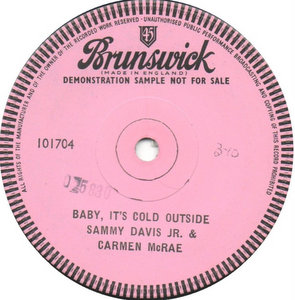 ALL RIGHTS OF THE MANUFACTURER AND OF THE OWNER OF THE RECORDED WORK RESERVED · UNAUTHORISED PUBLIC PERFORMANCE BROADCASTING AND COPYING OF THIS RECORD PROHIBITED
45
Brunswick
(MADE IN ENGLAND)
DEMONSTRATION SAMPLE NOT FOR SALE
101704
BABY, IT'S COLD OUTSIDE
SAMMY DAVIS JR. &
CARMEN McRAE